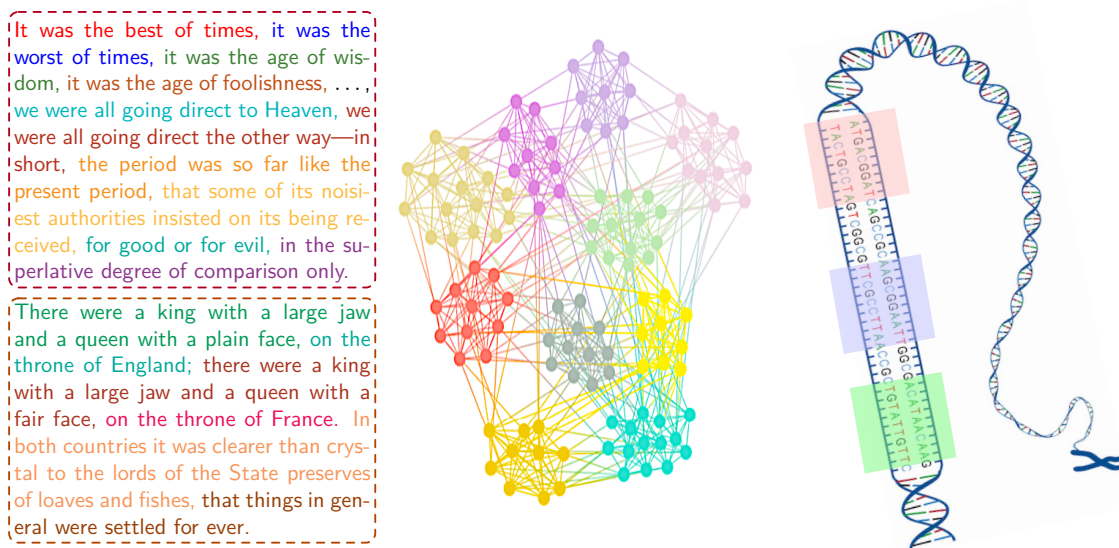 It was the best of times, it was the
worst of times, it was the age of wis-
dom, it was the age of foolishness, ...,
we were all going direct to Heaven, we
were all going direct the other way—in
short, the period was so far like the
present period, that some of its noisi-
est authorities insisted on its being re-
ceived, for good or for evil, in the su-
perlative degree of comparison only.
There were a king with a large jaw
and a queen with a plain face, on the
throne of England; there were a king
with a large jaw and a queen with a
fair face, on the throne of France. In
both countries it was clearer than crys-
tal to the lords of the State preserves
of loaves and fishes, that things in gen-
eral were settled for ever.
TACTGCCTAGTCGGCGTTCGCCTTAACCGCTGTATTGTTC
ATGACGGATCAGCCGCAAGCGGAATTGGCGACATAACAAG